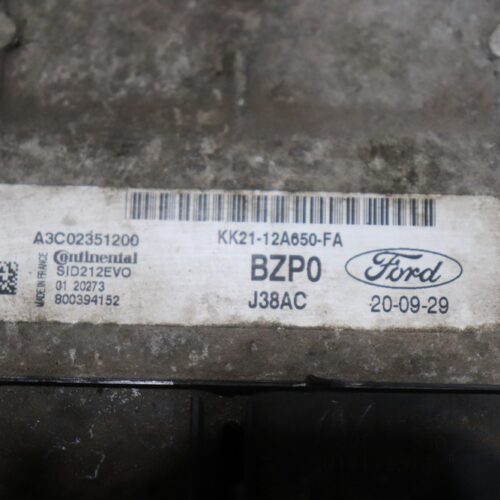 KK21-12A650-FA
A3C02351200
Continental
SID212EVO
01 20273
800394152
MADE IN FRANCE
BZP0
J38AC
Ford
20-09-29